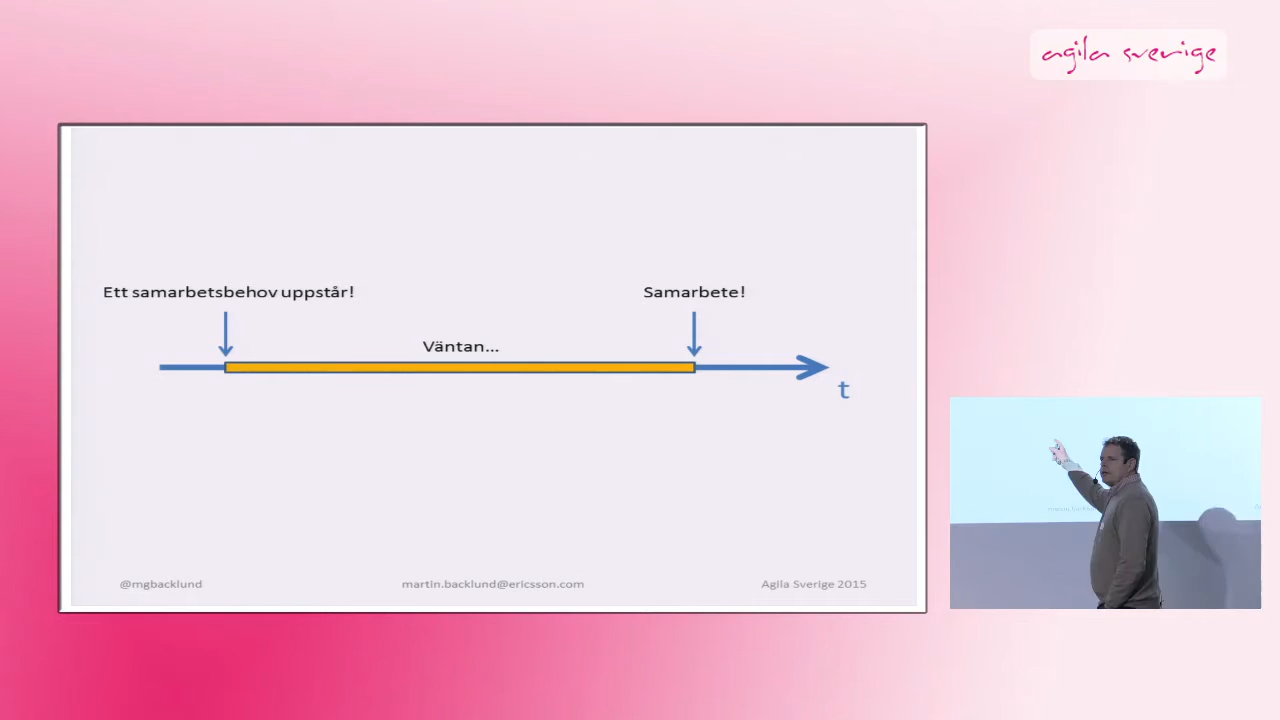 agila sverige
Ett samarbetsbehov uppstår!
Samarbete!
Väntan...
t
@mgbacklund
martin.backlund@ericsson.com
Agila Sverige 2015